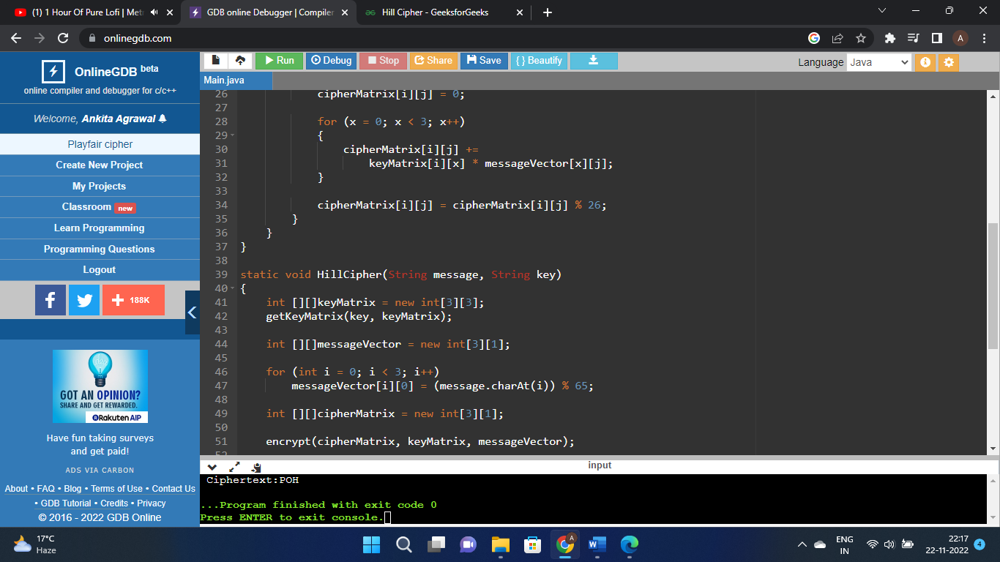 (1) 1 Hour Of Pure Lofi | Met
GDB online Debugger | Compiler
Hill Cipher - GeeksforGeeks
onlinegdb.com
A
OnlineGDB beta
online compiler and debugger for c/c++
Welcome, Ankita Agrawal
Playfair cipher
Create New Project
My Projects
Classroom new
Learn Programming
Programming Questions
Logout
f
+ 188K
GOT AN OPINION?
SHARE AND GET REWARDED.
Rakuten AIP
Have fun taking surveys
and get paid!
ADS VIA CARBON
About • FAQ • Blog • Terms of Use • Contact Us
• GDB Tutorial • Credits • Privacy
© 2016 - 2022 GDB Online
Run Debug Stop Share Save { } Beautify
Language Java
Main.java
26 cipherMatrix[i][j] = 0;
27
28 for (x = 0; x < 3; x++)
29 {
30 cipherMatrix[i][j] +=
31 keyMatrix[i][x] * messageVector[x][j];
32 }
33
34 cipherMatrix[i][j] = cipherMatrix[i][j] % 26;
35 }
36 }
37 }
38
39 static void HillCipher(String message, String key)
40 {
41 int [][]keyMatrix = new int[3][3];
42 getKeyMatrix(key, keyMatrix);
43
44 int [][]messageVector = new int[3][1];
45
46 for (int i = 0; i < 3; i++)
47 messageVector[i][0] = (message.charAt(i)) % 65;
48
49 int [][]cipherMatrix = new int[3][1];
50
51 encrypt(cipherMatrix, keyMatrix, messageVector);
52
input
Ciphertext:POH
...Program finished with exit code 0
Press ENTER to exit console.
17°C
Haze
A
W
ENG
IN
22:17
22-11-2022
4